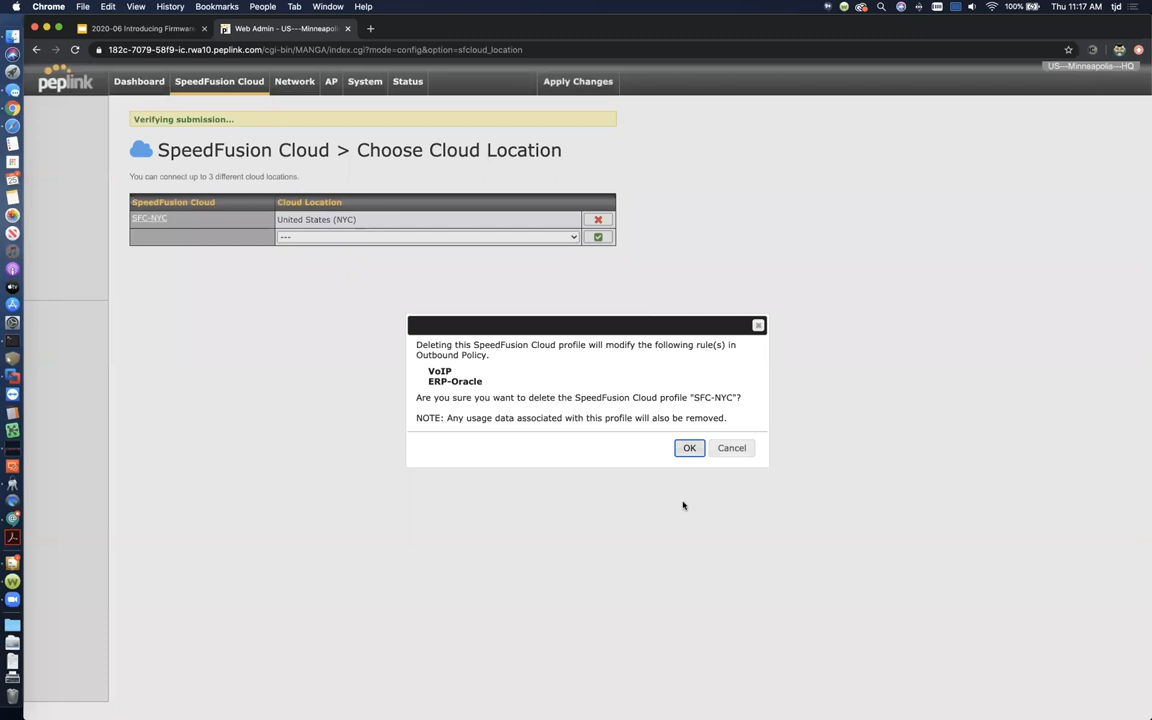 Chrome File Edit View History Bookmarks People Tab Window Help 100% Thu 11:17 AM tjd
2020-06 Introducing Firmwar
Web Admin - US---Minneapoli
182c-7079-58f9-ic.rwa10.peplink.com/cgi-bin/MANGA/index.cgi?mode=config&option=sfcloud_location
US---Minneapolis---HQ
peplink Dashboard SpeedFusion Cloud Network AP System Status Apply Changes
Verifying submission...
SpeedFusion Cloud > Choose Cloud Location
You can connect up to 3 different cloud locations.
SpeedFusion Cloud Cloud Location
SFC-NYC United States (NYC)
---
Deleting this SpeedFusion Cloud profile will modify the following rule(s) in
Outbound Policy.
VoIP
ERP-Oracle
Are you sure you want to delete the SpeedFusion Cloud profile "SFC-NYC"?
NOTE: Any usage data associated with this profile will also be removed.
OK Cancel